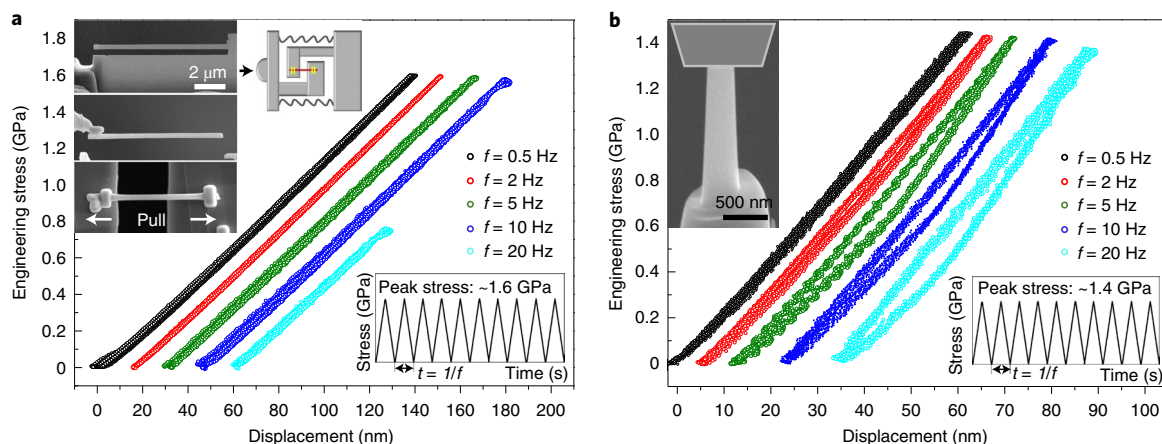 a
Engineering stress (GPa)
1.8
1.6
1.4
1.2
1.0
0.8
0.6
0.4
0.2
0
2 μm
Pull
f = 0.5 Hz
f = 2 Hz
f = 5 Hz
f = 10 Hz
f = 20 Hz
Peak stress: ~1.6 GPa
Stress (GPa)
t = 1/f
Time (s)
0 20 40 60 80 100 120 140 160 180 200
Displacement (nm)
b
Engineering stress (GPa)
1.4
1.2
1.0
0.8
0.6
0.4
0.2
0
500 nm
f = 0.5 Hz
f = 2 Hz
f = 5 Hz
f = 10 Hz
f = 20 Hz
Peak stress: ~1.4 GPa
Stress (GPa)
t = 1/f
Time (s)
0 10 20 30 40 50 60 70 80 90 100
Displacement (nm)